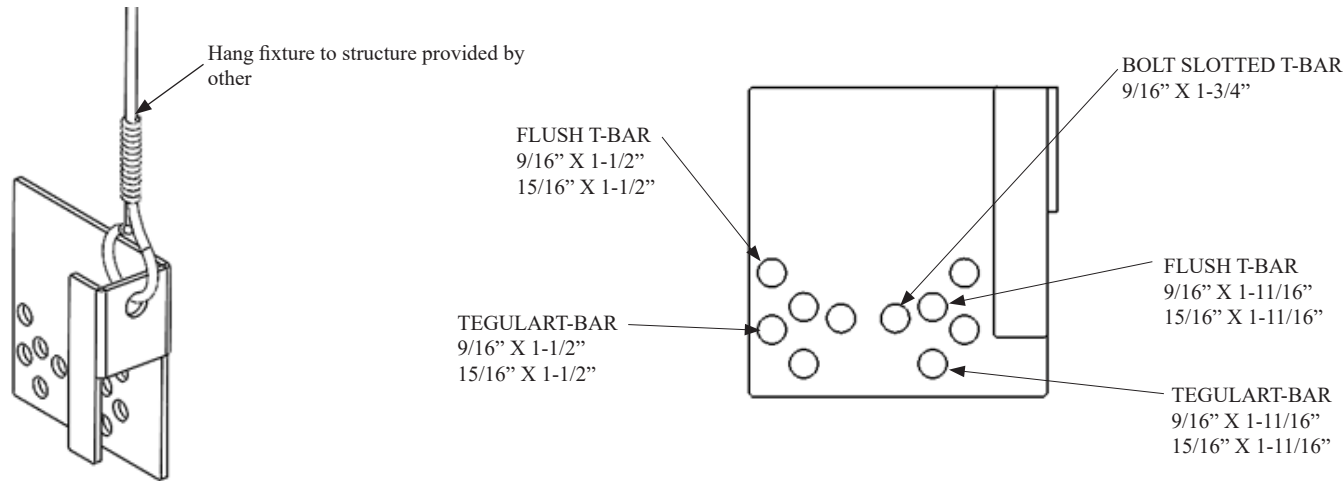 Hang fixture to structure provided by
other
BOLT SLOTTED T-BAR
9/16” X 1-3/4”
FLUSH T-BAR
9/16” X 1-1/2”
15/16” X 1-1/2”
FLUSH T-BAR
9/16” X 1-11/16”
15/16” X 1-11/16”
TEGULART-BAR
9/16” X 1-1/2”
15/16” X 1-1/2”
TEGULART-BAR
9/16” X 1-11/16”
15/16” X 1-11/16”